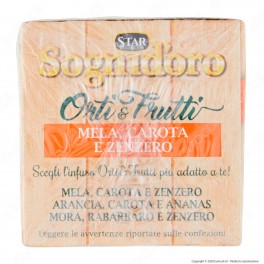 STAR
Sogni d'oro
Orti & Frutti
MELA, CAROTA
E ZENZERO
Scegli l'infuso Orti & Frutti più adatto a te!
MELA, CAROTA E ZENZERO
ARANCIA, CAROTA E ANANAS
MORA, RABARBARO E ZENZERO
Leggere le avvertenze riportate sulle confezioni